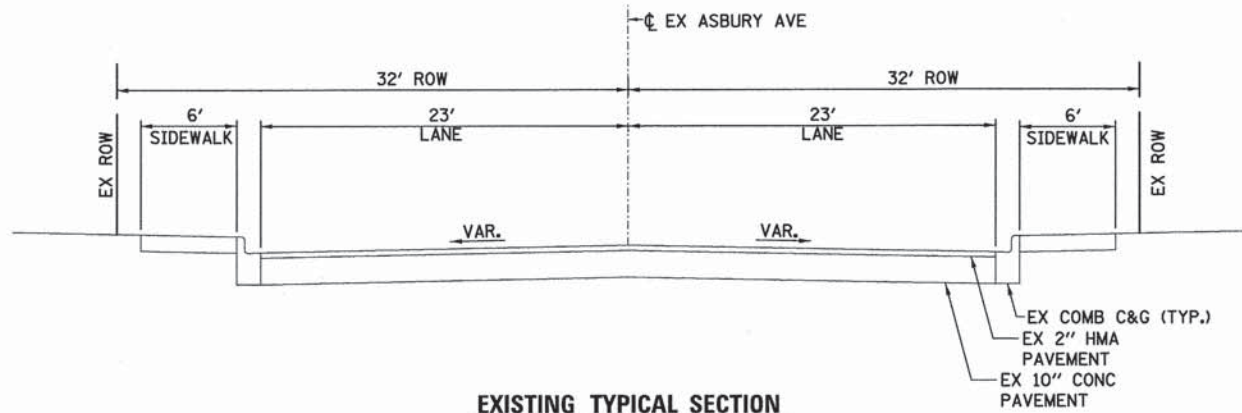 ℄ EX ASBURY AVE
32' ROW
32' ROW
6'
SIDEWALK
23'
LANE
23'
LANE
6'
SIDEWALK
EX ROW
EX ROW
VAR.
VAR.
EX COMB C&G (TYP.)
EX 2" HMA
PAVEMENT
EX 10" CONC
PAVEMENT
EXISTING TYPICAL SECTION